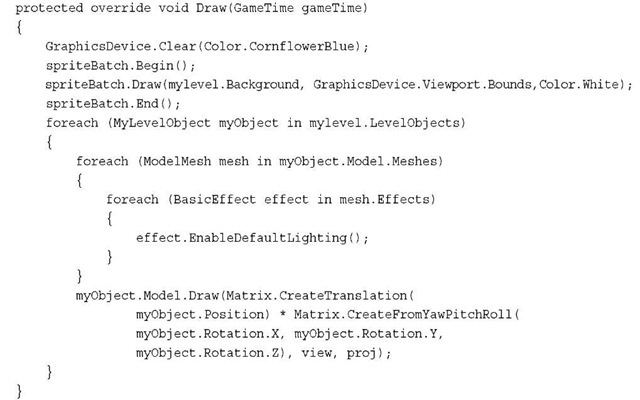 protected override void Draw(GameTime gameTime)
{
    GraphicsDevice.Clear(Color.CornflowerBlue);
    spriteBatch.Begin();
    spriteBatch.Draw(mylevel.Background, GraphicsDevice.Viewport.Bounds,Color.White);
    spriteBatch.End();
    foreach (MyLevelObject myObject in mylevel.LevelObjects)
    {
        foreach (ModelMesh mesh in myObject.Model.Meshes)
        {
            foreach (BasicEffect effect in mesh.Effects)
            {
                effect.EnableDefaultLighting();
            }
        }
        myObject.Model.Draw(Matrix.CreateTranslation(
                myObject.Position) * Matrix.CreateFromYawPitchRoll(
                myObject.Rotation.X, myObject.Rotation.Y,
                myObject.Rotation.Z), view, proj);
    }
}